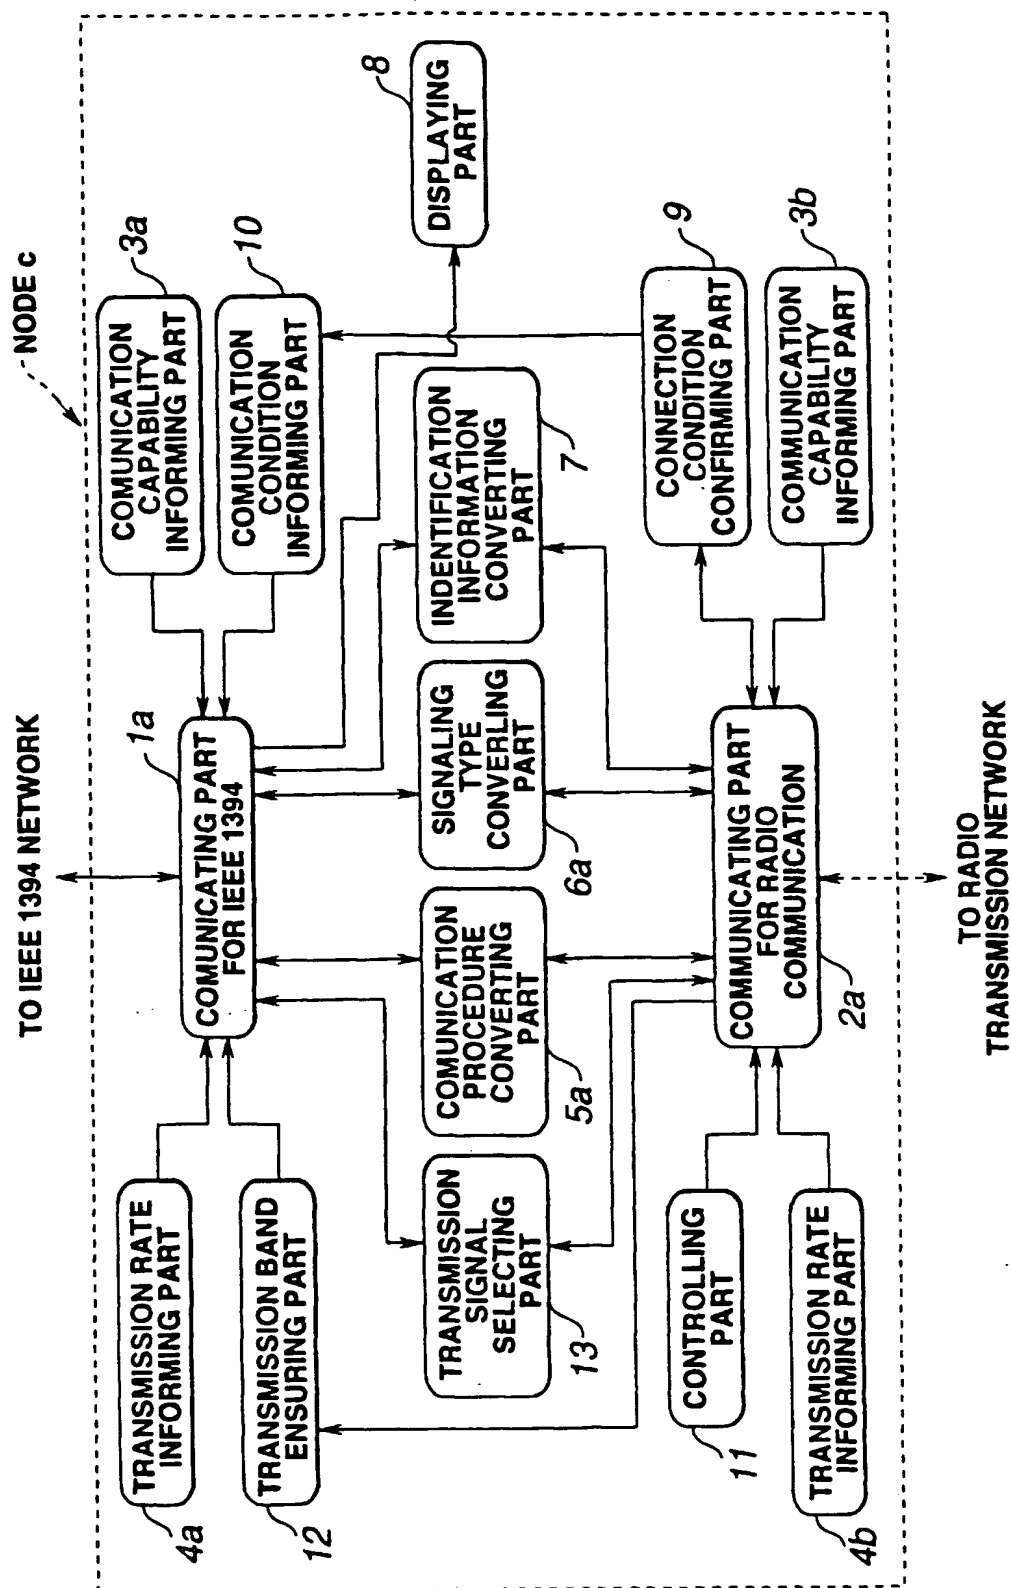 NODE c
TO IEEE 1394 NETWORK
4a
TRANSMISSION RATE
INFORMING PART
12
TRANSMISSION BAND
ENSURING PART
1a
COMUNICATING PART
FOR IEEE 1394
3a
COMUNICATION
CAPABILITY
INFORMING PART
10
COMUNICATION
CONDITION
INFORMING PART
13
TRANSMISSION
SIGNAL
SELECTING
PART
5a
COMUNICATION
PROCEDURE
CONVERTING
PART
6a
SIGNALING
TYPE
CONVERLING
PART
7
INDENTIFICATION
INFORMATION
CONVERTING
PART
8
DISPLAYING
PART
11
CONTROLLING
PART
4b
TRANSMISSION RATE
INFORMING PART
2a
COMMUNICATING PART
FOR RADIO
COMMUNICATION
9
CONNECTION
CONDITION
CONFIRMING PART
3b
COMMUNICATION
CAPABILITY
INFORMING PART
TO RADIO
TRANSMISSION NETWORK